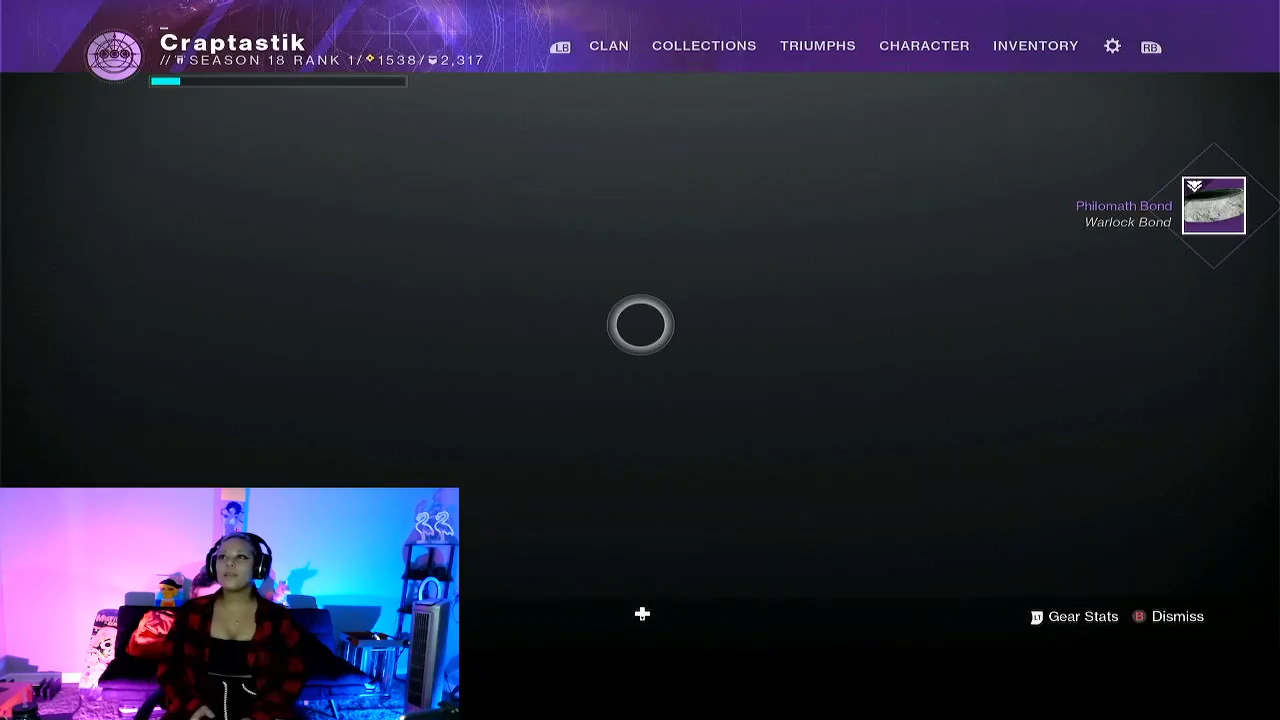 Craptastik
// SEASON 18 RANK 1/ 1538/ 2,317
LB CLAN COLLECTIONS TRIUMPHS CHARACTER INVENTORY RB
Philomath Bond
Warlock Bond
Gear Stats B Dismiss